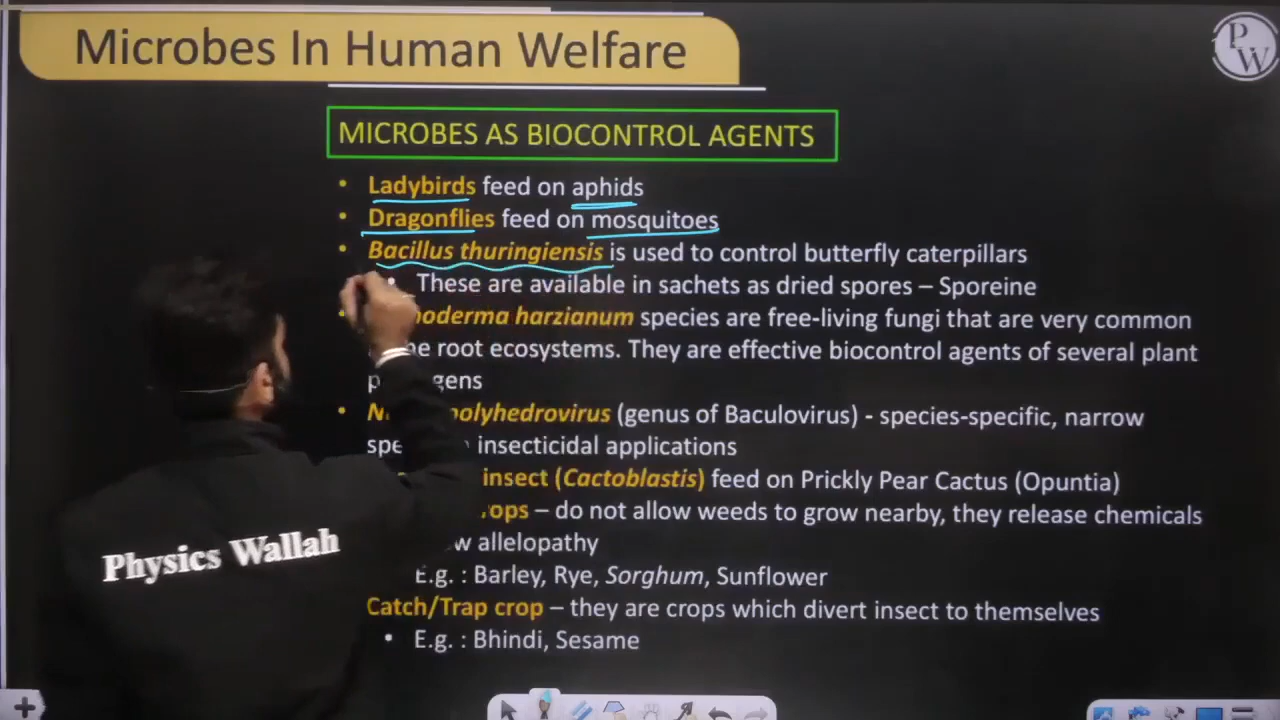 Microbes In Human Welfare
PW
MICROBES AS BIOCONTROL AGENTS
• Ladybirds feed on aphids
• Dragonflies feed on mosquitoes
• Bacillus thuringiensis is used to control butterfly caterpillars
• These are available in sachets as dried spores – Sporeine
harzianum species are free-living fungi that are very common
root ecosystems. They are effective biocontrol agents of several plant
• (genus of Baculovirus) - species-specific, narrow
insecticidal applications
insect (Cactoblastis) feed on Prickly Pear Cactus (Opuntia)
– do not allow weeds to grow nearby, they release chemicals
allelopathy
E.g. : Barley, Rye, Sorghum, Sunflower
Catch/Trap crop – they are crops which divert insect to themselves
• E.g. : Bhindi, Sesame
Physics Wallah